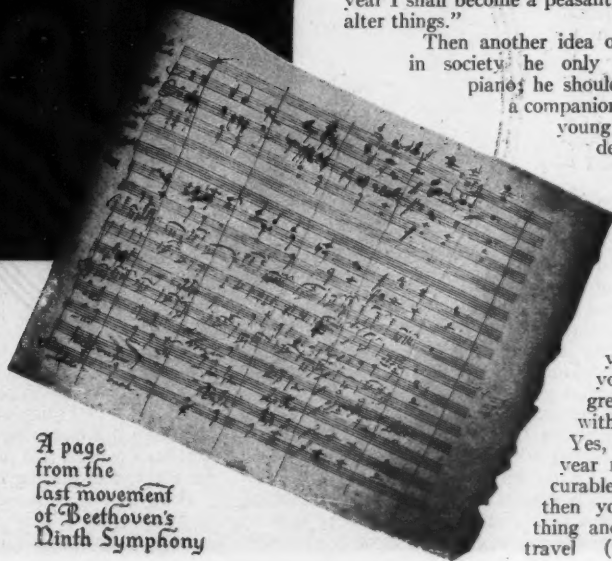 year I shall become a peasant
alter things.”
Then another idea
in society he only
piano; he should
a companion
young
de
yo
gre
with
Yes,
year
curable
then yo
thing and
travel (
A page
from the
last movement
of Beethoven's
Ninth Symphony